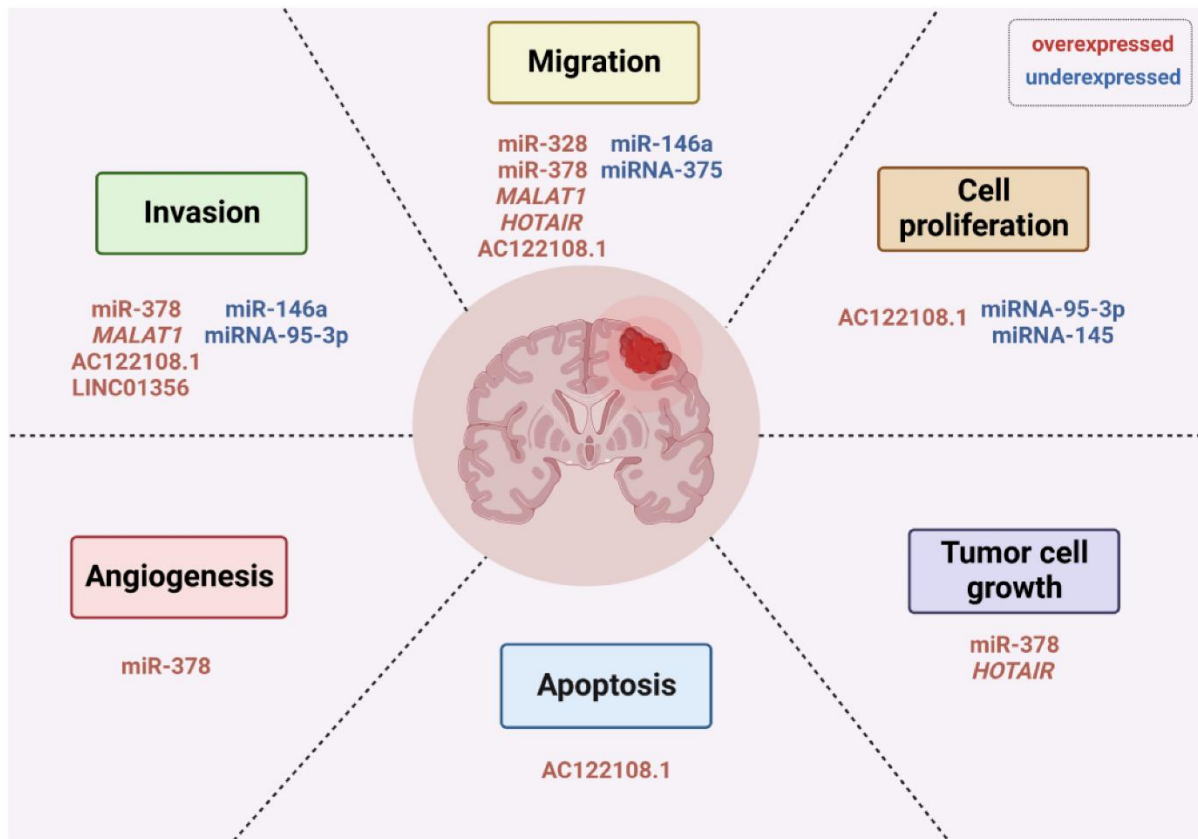 overexpressed
underexpressed
Migration
miR-328 miR-146a
miR-378 miRNA-375
MALAT1
HOTAIR
AC122108.1
Invasion
miR-378 miR-146a
MALAT1 miRNA-95-3p
AC122108.1
LINC01356
Cell
proliferation
AC122108.1 miRNA-95-3p
miRNA-145
Angiogenesis
miR-378
Apoptosis
AC122108.1
Tumor cell
growth
miR-378
HOTAIR